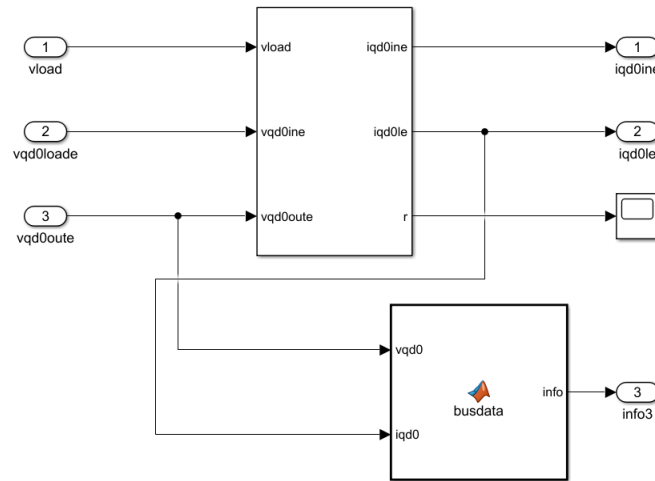 1
vload
2
vqd0loade
3
vqd0oute
vload
vqd0ine
vqd0oute
iqd0ine
iqd0le
r
1
iqd0ine
2
iqd0le
vqd0
iqd0
busdata
info
3
info3